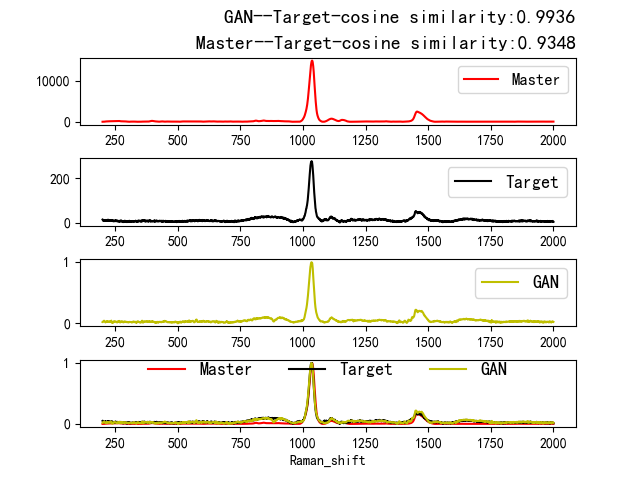 GAN--Target-cosine similarity:0.9936
Master--Target-cosine similarity:0.9348
10000
0
Master
250 500 750 1000 1250 1500 1750 2000
200
0
Target
250 500 750 1000 1250 1500 1750 2000
1
0
GAN
250 500 750 1000 1250 1500 1750 2000
1
0
Master Target GAN
250 500 750 1000 1250 1500 1750 2000
Raman_shift